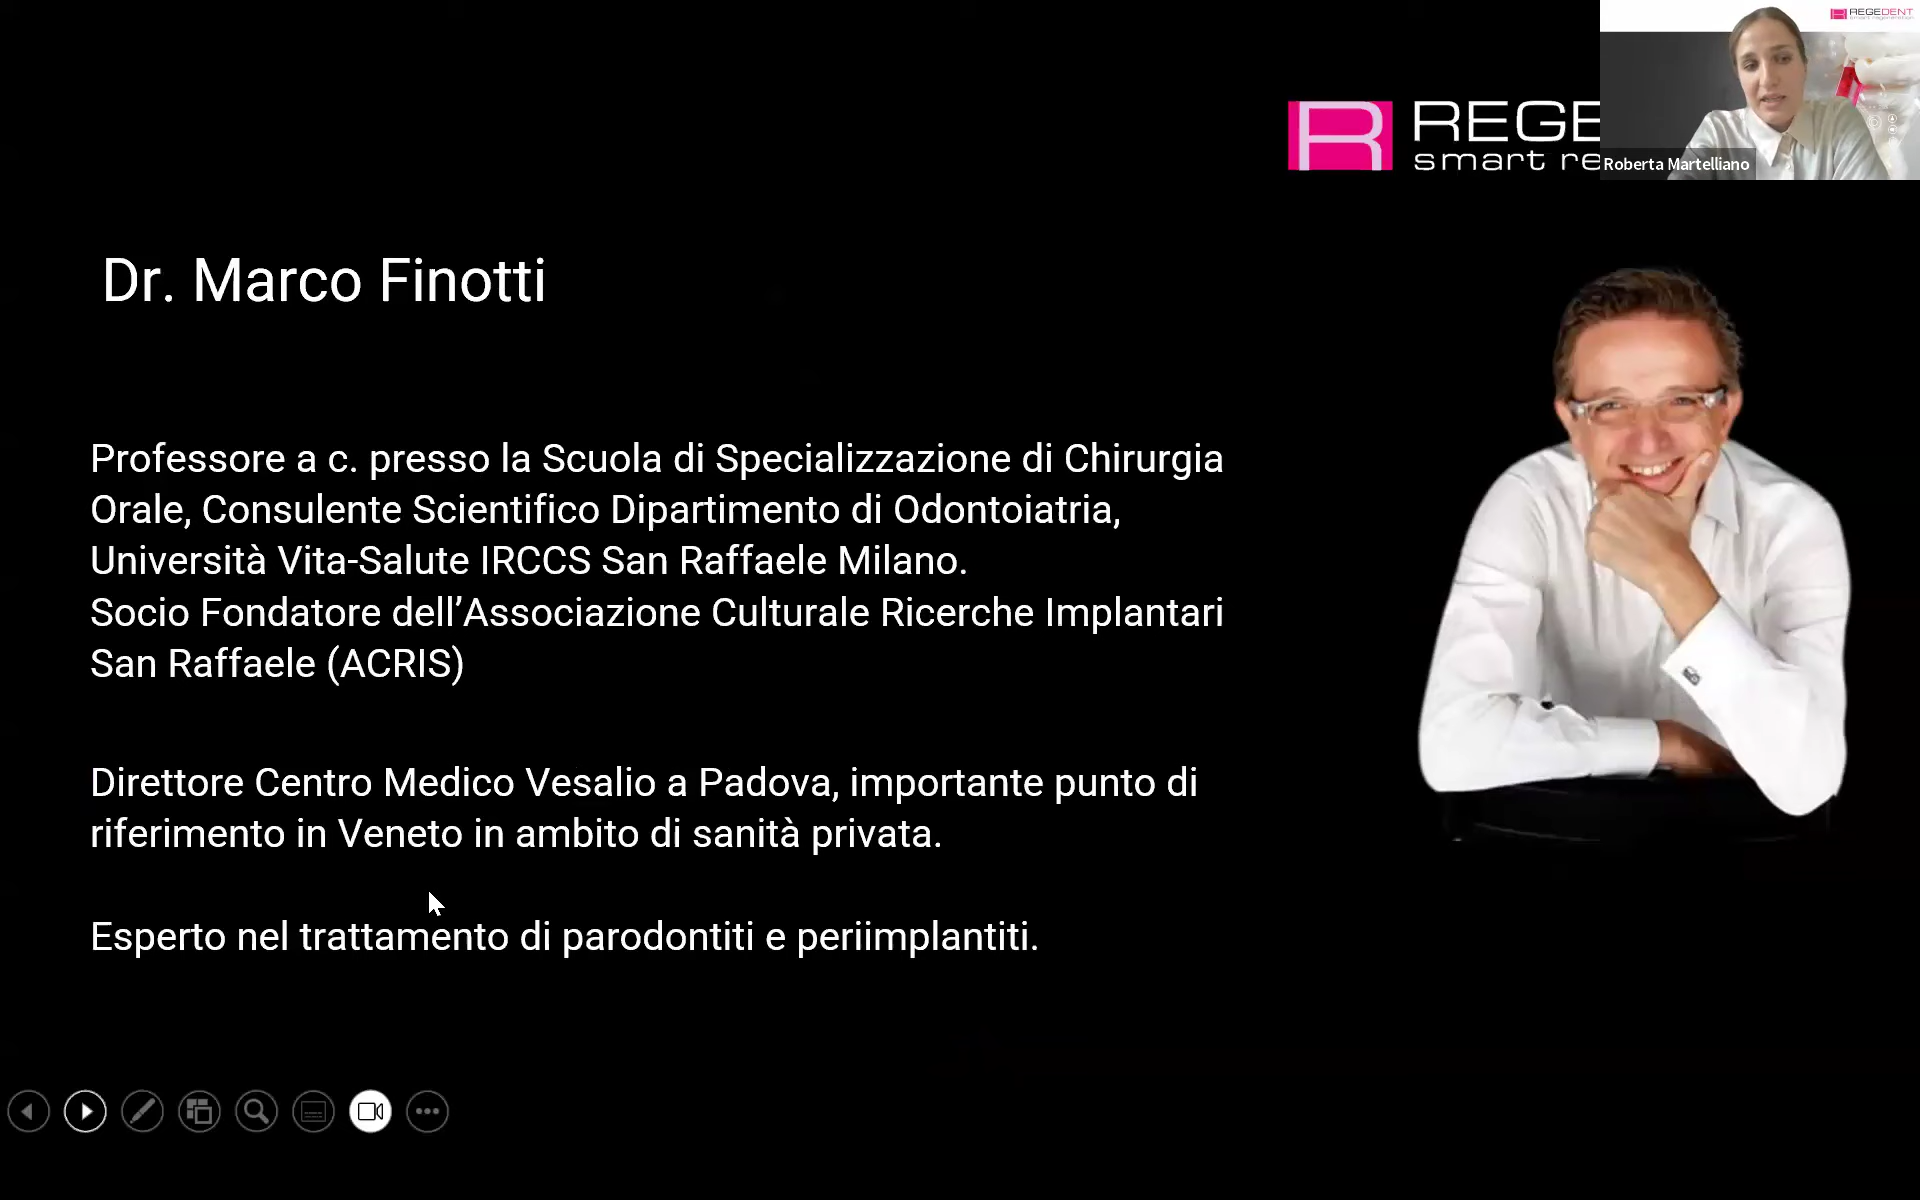 REGEDENT
REGE
smart re
Roberta Martelliano
Dr. Marco Finotti
Professore a c. presso la Scuola di Specializzazione di Chirurgia
Orale, Consulente Scientifico Dipartimento di Odontoiatria,
Università Vita-Salute IRCCS San Raffaele Milano.
Socio Fondatore dell’Associazione Culturale Ricerche Implantari
San Raffaele (ACRIS)
Direttore Centro Medico Vesalio a Padova, importante punto di
riferimento in Veneto in ambito di sanità privata.
Esperto nel trattamento di parodontiti e periimplantiti.